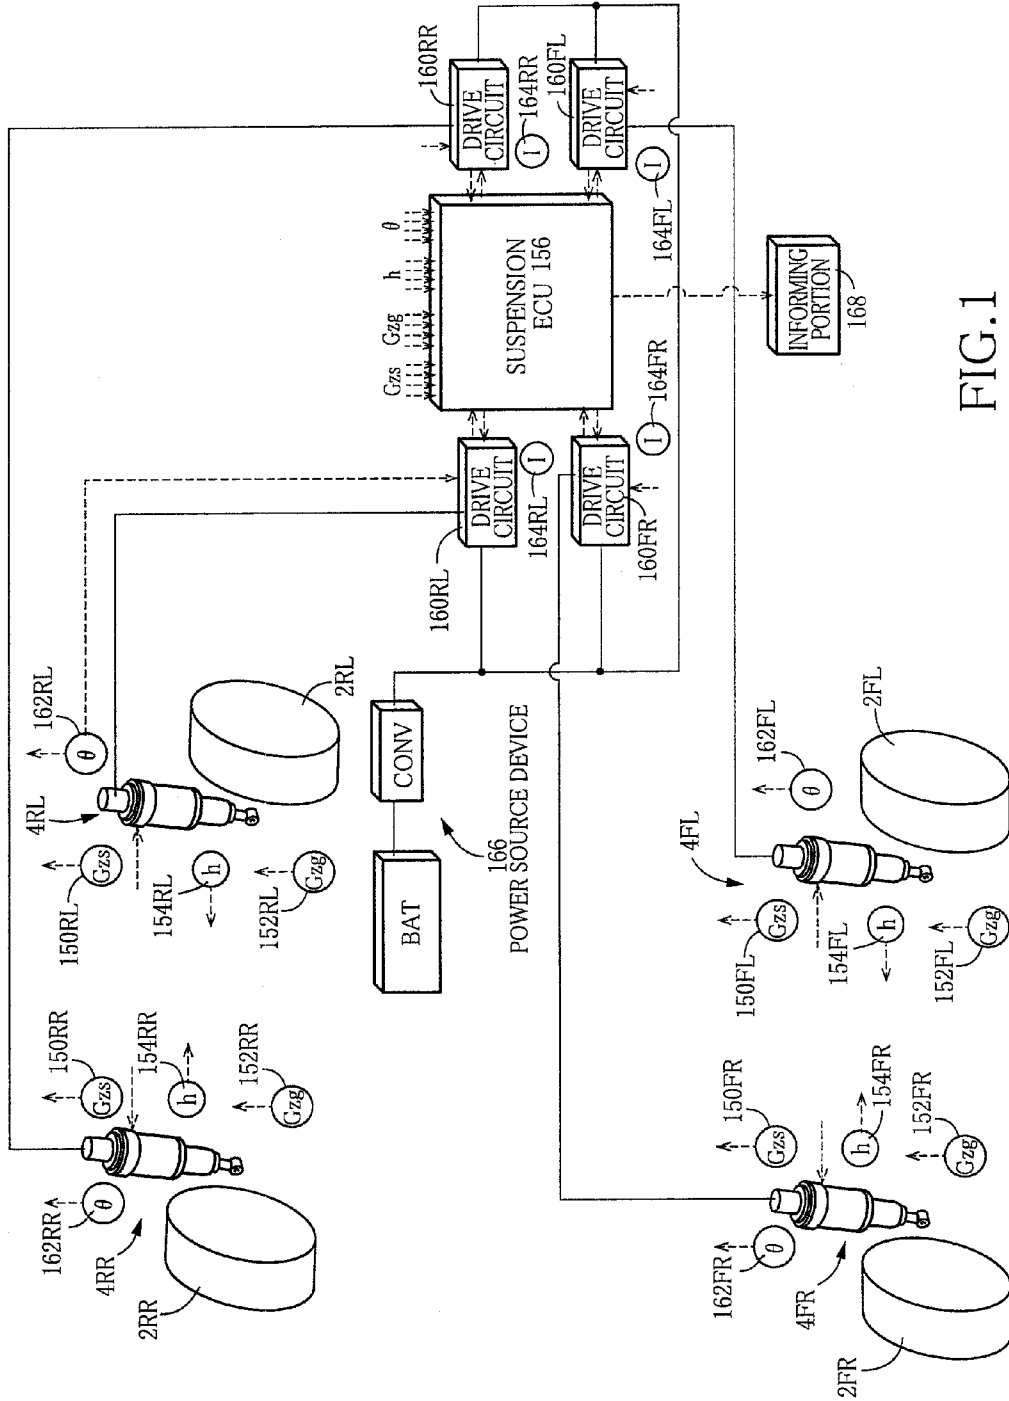 160RR
DRIVE
CIRCUIT
I
164RR
160FL
DRIVE
CIRCUIT
I
164FL
θ
h
Gzg
Gzs
SUSPENSION
ECU 156
INFORMING
PORTION
168
I
164FR
DRIVE
CIRCUIT
I
164RL
160RL
DRIVE
CIRCUIT
160FR
162RL
θ
2RL
4RL
Gzs
150RL
h
154RL
Gzg
152RL
CONV
BAT
166
POWER SOURCE DEVICE
162FL
θ
2FL
4FL
Gzs
150FL
h
154FL
Gzg
152FL
150RR
Gzs
154RR
h
152RR
Gzg
θ
162RR
4RR
2RR
150FR
Gzs
h
154FR
152FR
Gzg
θ
162FR
4FR
2FR
FIG.1